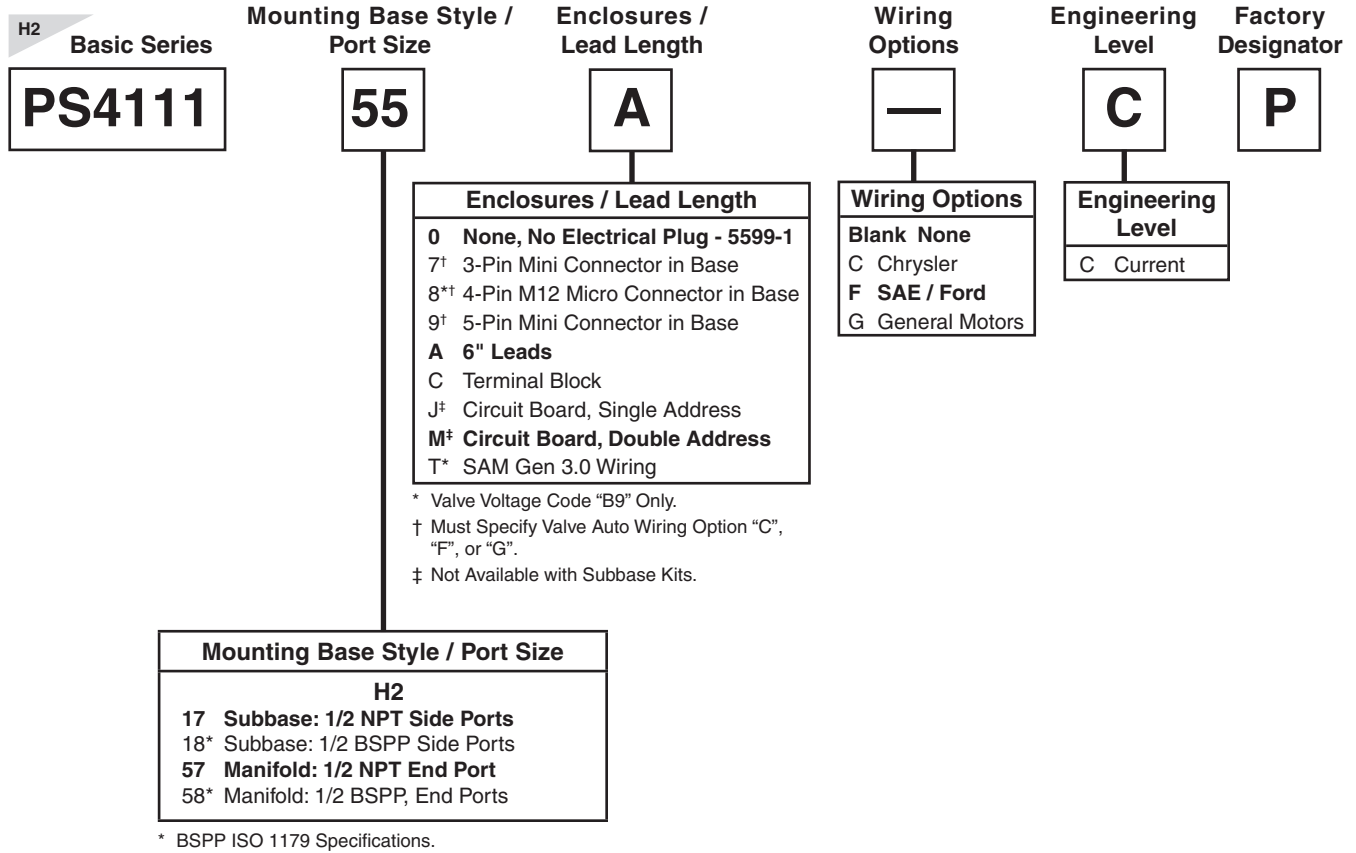 H2
Basic Series
Mounting Base Style /
Port Size
Enclosures /
Lead Length
Wiring
Options
Engineering
Level
Factory
Designator
PS4111
55
A
—
C
P
Enclosures / Lead Length
0 None, No Electrical Plug - 5599-1
7† 3-Pin Mini Connector in Base
8*† 4-Pin M12 Micro Connector in Base
9† 5-Pin Mini Connector in Base
A 6" Leads
C Terminal Block
J‡ Circuit Board, Single Address
M‡ Circuit Board, Double Address
T* SAM Gen 3.0 Wiring
* Valve Voltage Code “B9” Only.
† Must Specify Valve Auto Wiring Option “C”,
“F”, or “G”.
‡ Not Available with Subbase Kits.
Wiring Options
Blank None
C Chrysler
F SAE / Ford
G General Motors
Engineering
Level
C Current
Mounting Base Style / Port Size
H2
17 Subbase: 1/2 NPT Side Ports
18* Subbase: 1/2 BSPP Side Ports
57 Manifold: 1/2 NPT End Port
58* Manifold: 1/2 BSPP, End Ports
* BSPP ISO 1179 Specifications.